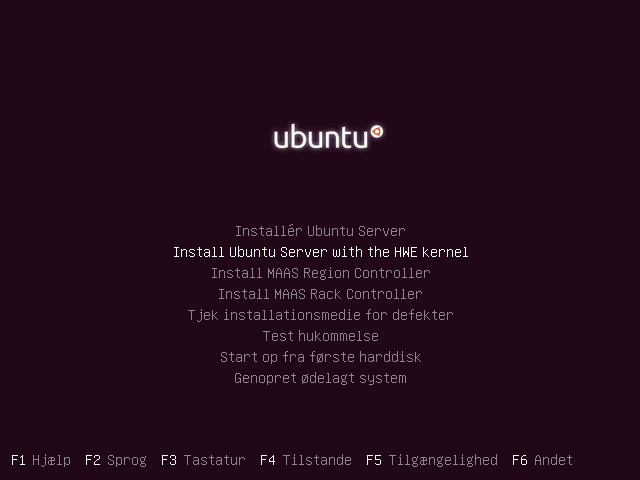 ubuntu
Installér Ubuntu Server
Install Ubuntu Server with the HWE kernel
Install MAAS Region Controller
Install MAAS Rack Controller
Tjek installationsmedie for defekter
Test hukommelse
Start op fra første harddisk
Genopret ødelagt system
F1 Hjælp F2 Sprog F3 Tastatur F4 Tilstande F5 Tilgængelighed F6 Andet